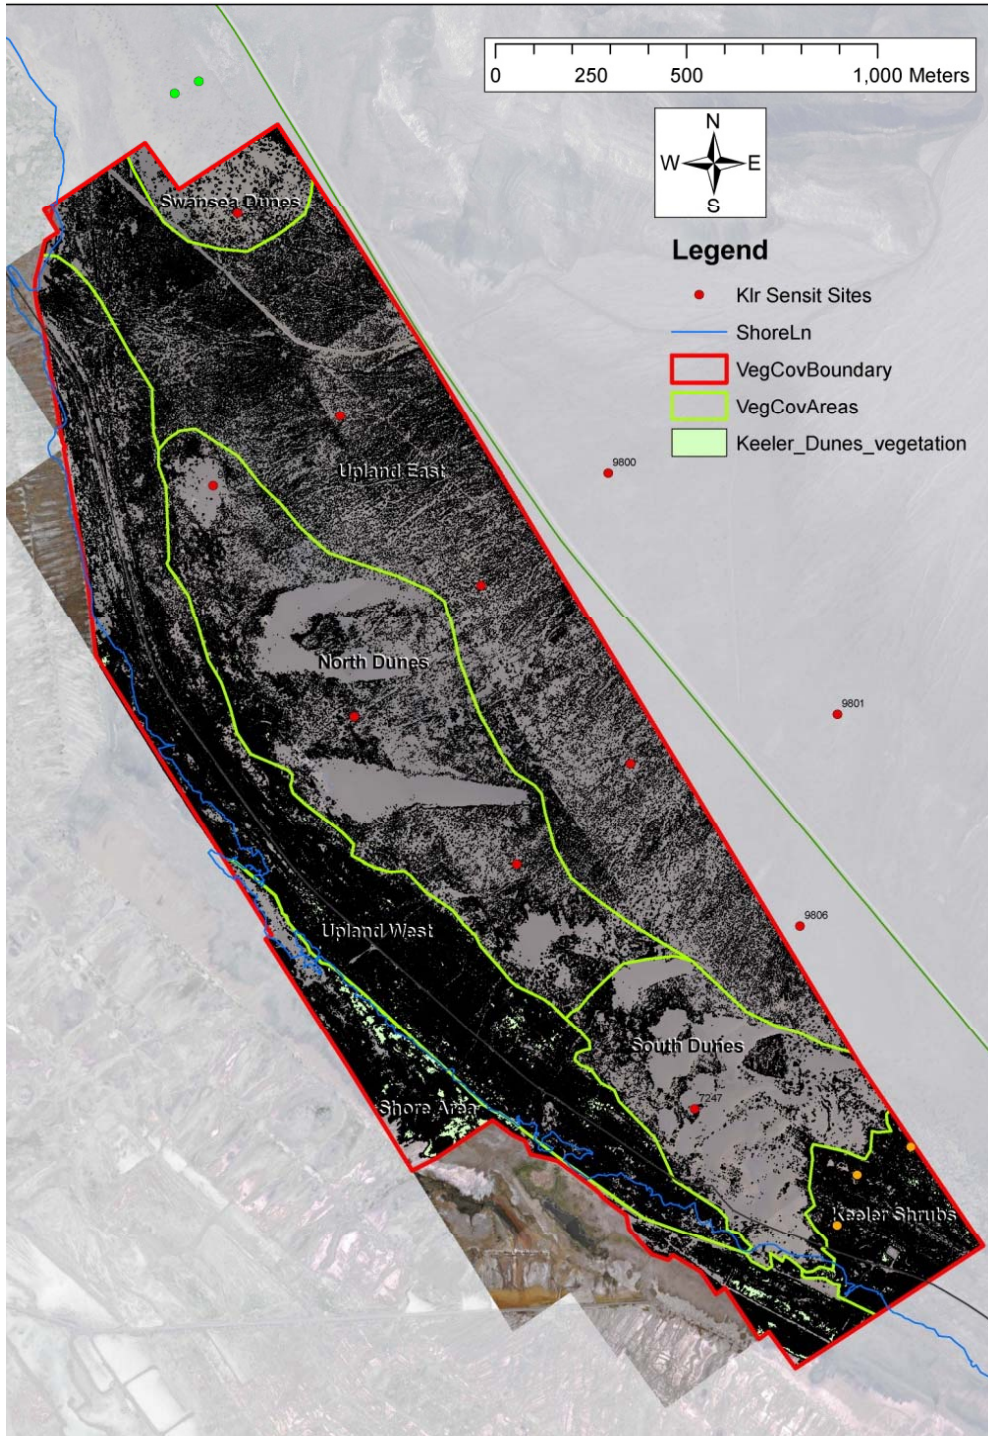 0 250 500 1,000 Meters
N
W E
S
Legend
Klr Sensit Sites
ShoreLn
VegCovBoundary
VegCovAreas
Keeler_Dunes_vegetation
Swansea Dunes
Upland East
9800
North Dunes
9801
9806
Upland West
South Dunes
7247
Shore Area
Keeler Shrubs